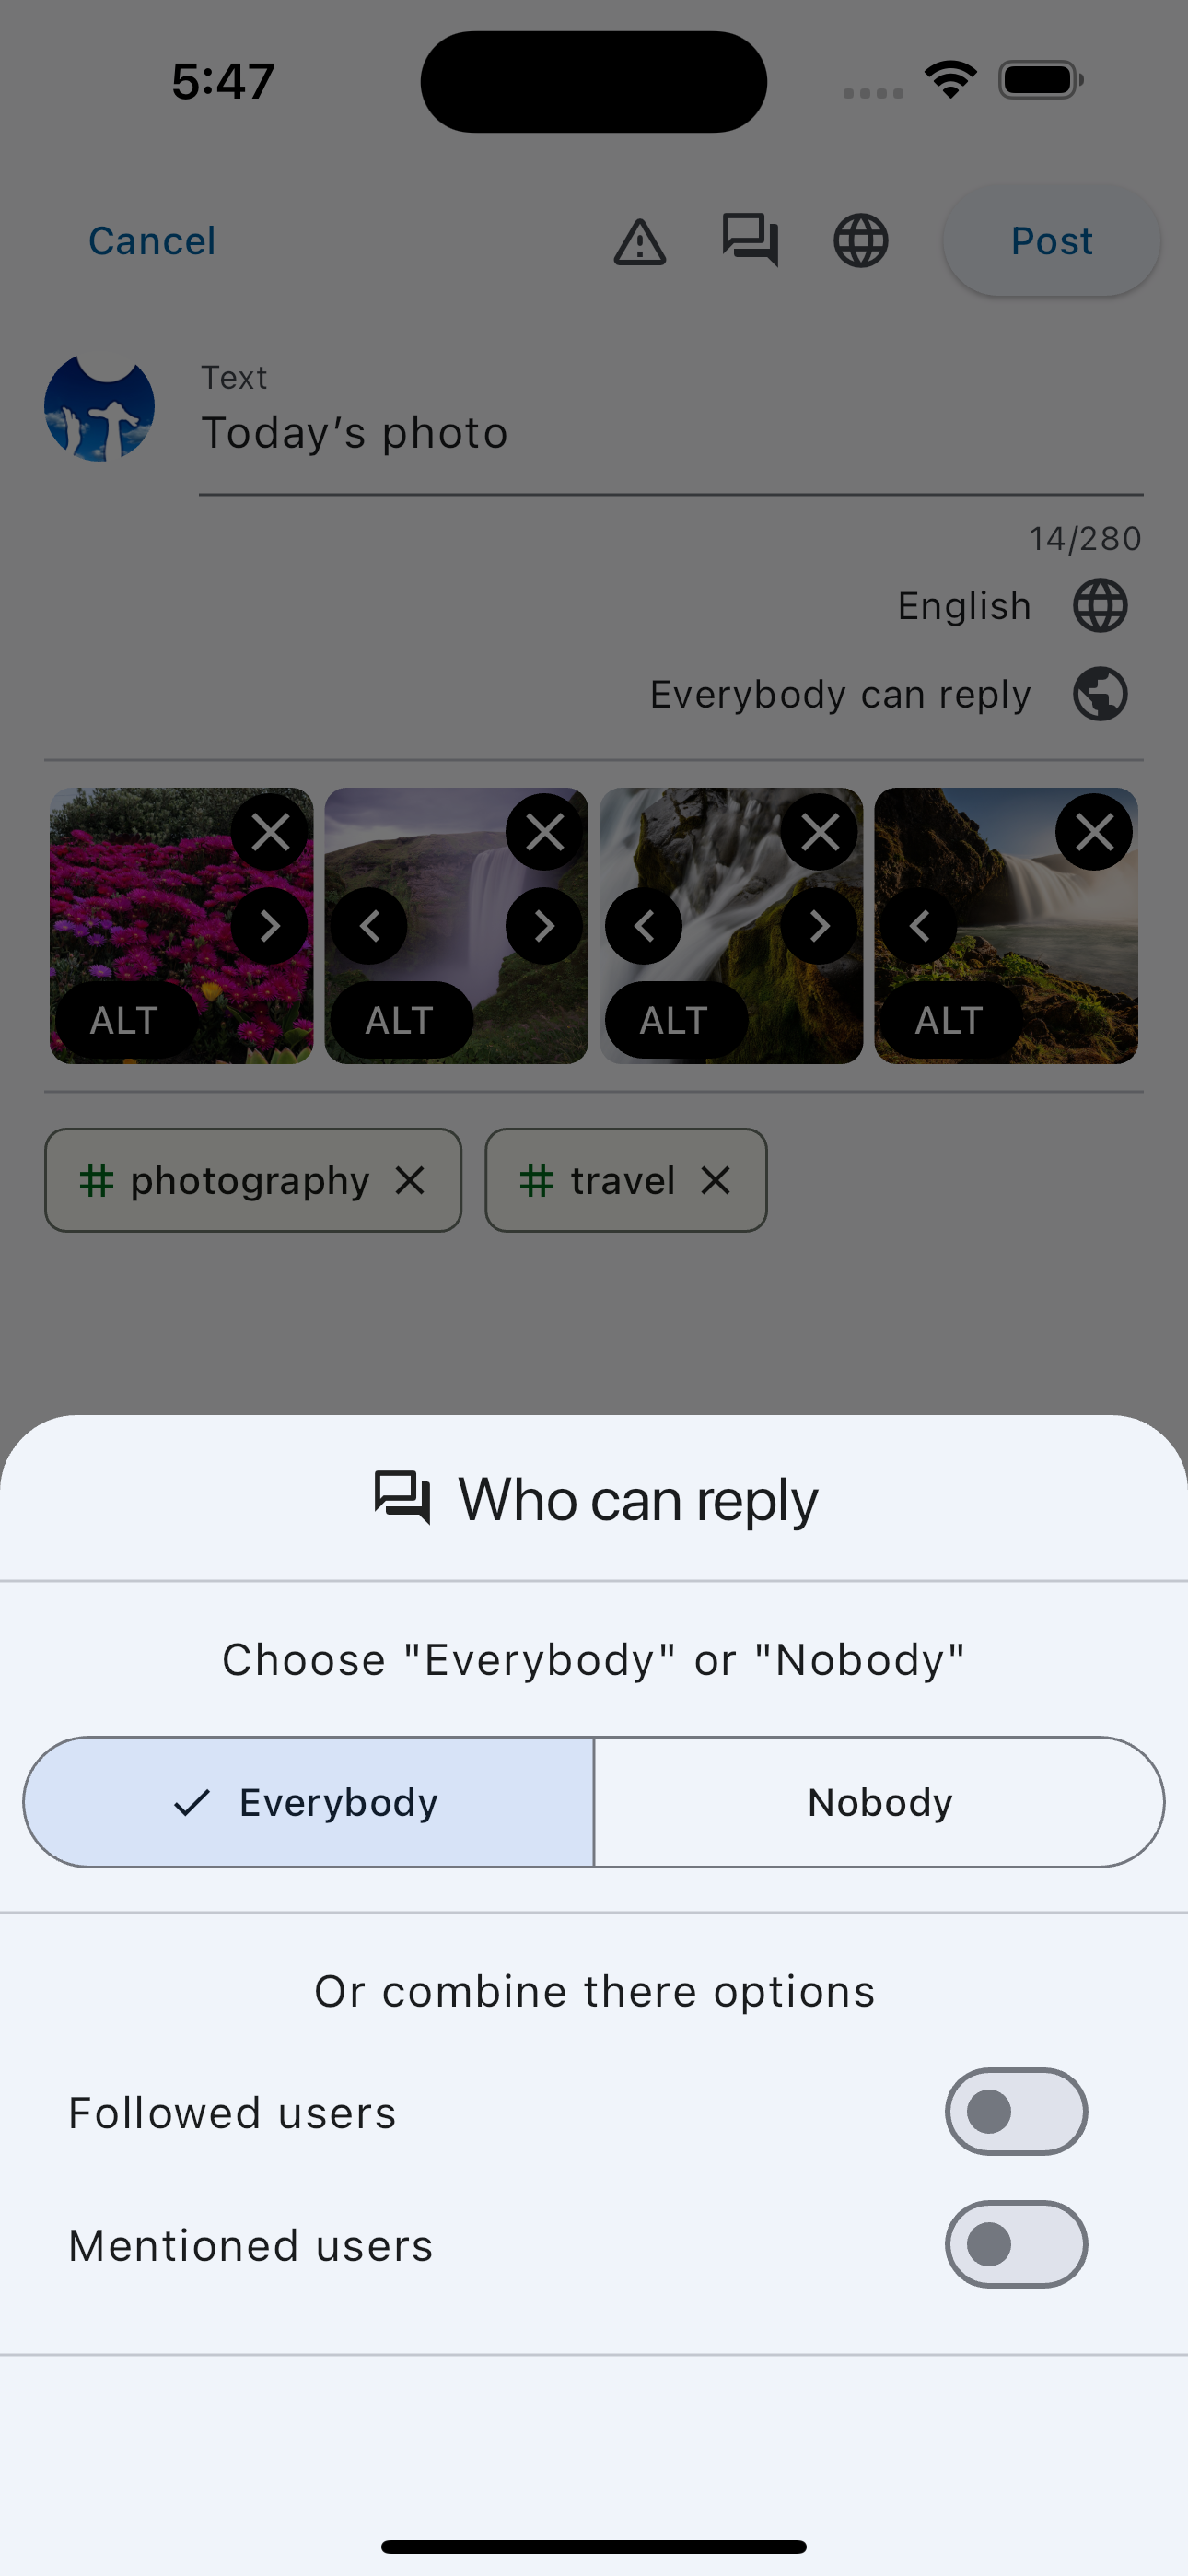 5:47
Cancel
Post
Text
Today’s photo
14/280
English
Everybody can reply
ALT ALT ALT ALT
# photography # travel
Who can reply
Choose "Everybody" or "Nobody"
Everybody Nobody
Or combine there options
Followed users
Mentioned users